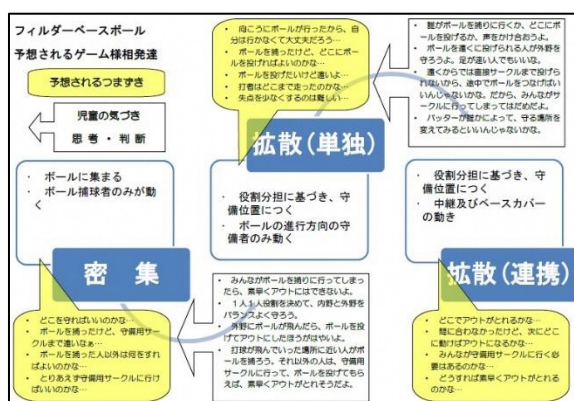 フィルダーベースボール
予想されるゲーム様相発達
予想されるつまずき
児童の気づき
思考・判断
・ ボールに集まる
・ ボール捕球者のみが動
く
密 集
・ どこを守ればいいのかな…
・ ボールを捕ったけど、守備用サー
クルまで遠いなぁ…
・ ボールを捕った人以外は何をすれ
ばよいのかな…
・ とりあえず守備用サークルに行け
ばいいのかな…
・ 向こうにボールが行ったから、自
分は行かなくて大丈夫だろう…
・ ボールを捕ったけど、どこにボー
ルを投げればよいのかな…
・ ボールを投げたいけど遠いよ…
・ 打者はどこまで走ったのかな…
・ 失点を少なくするのは難しい…
拡散(単独)
・ 役割分担に基づき、守
備位置につく
・ ボールの進行方向の守
備者のみ動く
・ みんながボールを捕りに行ってしまっ
たら、素早くアウトにはできないよ。
・ 1人1人役割を決めて、内野と外野を
バランスよく守ろう。
・ 外野にボールが飛んだら、ボールを投
げてアウトにしたほうがはやいよ。
・ 打球が飛んでいった場所に近い人がボ
ールを捕ろう。それ以外の人は、守備用
サークルに行って、ボールを投げてもら
えば、素早くアウトがとれそうだよ。
・ 誰がボールを捕りに行くか、どこにボ
ールを投げるか、声をかけ合おうよ。
・ ボールを遠くに投げられる人が外野を
守ろうよ。足が速い人でもいいな。
・ 遠くからでは直接サークルまで投げら
れないから、途中でボールをつなげばい
いんじゃないかな。だから、みんながサ
ークルに行ってしまってはだめだよ。
・ バッターが誰かによって、守る場所を
変えてみるといいんじゃないかな。
・ 役割分担に基づき、守
備位置につく
・ 中継及びベースカバー
の動き
拡散(連携)
・ どこでアウトがとれるかな…
・ 間に合わなかったけど、次にどこに
動けばアウトになるかな…
・ みんなが守備用サークルに行く必
要はあるのかな…
・ どうすれば素早くアウトがとれる
のかな…